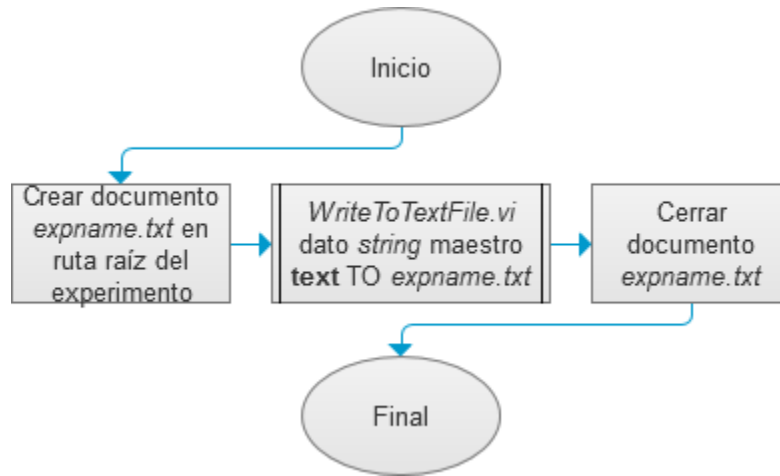 Inicio
Crear documento
expname.txt en
ruta raíz del
experimento
WriteToTextFile.vi
dato string maestro
text TO expname.txt
Cerrar
documento
expname.txt
Final